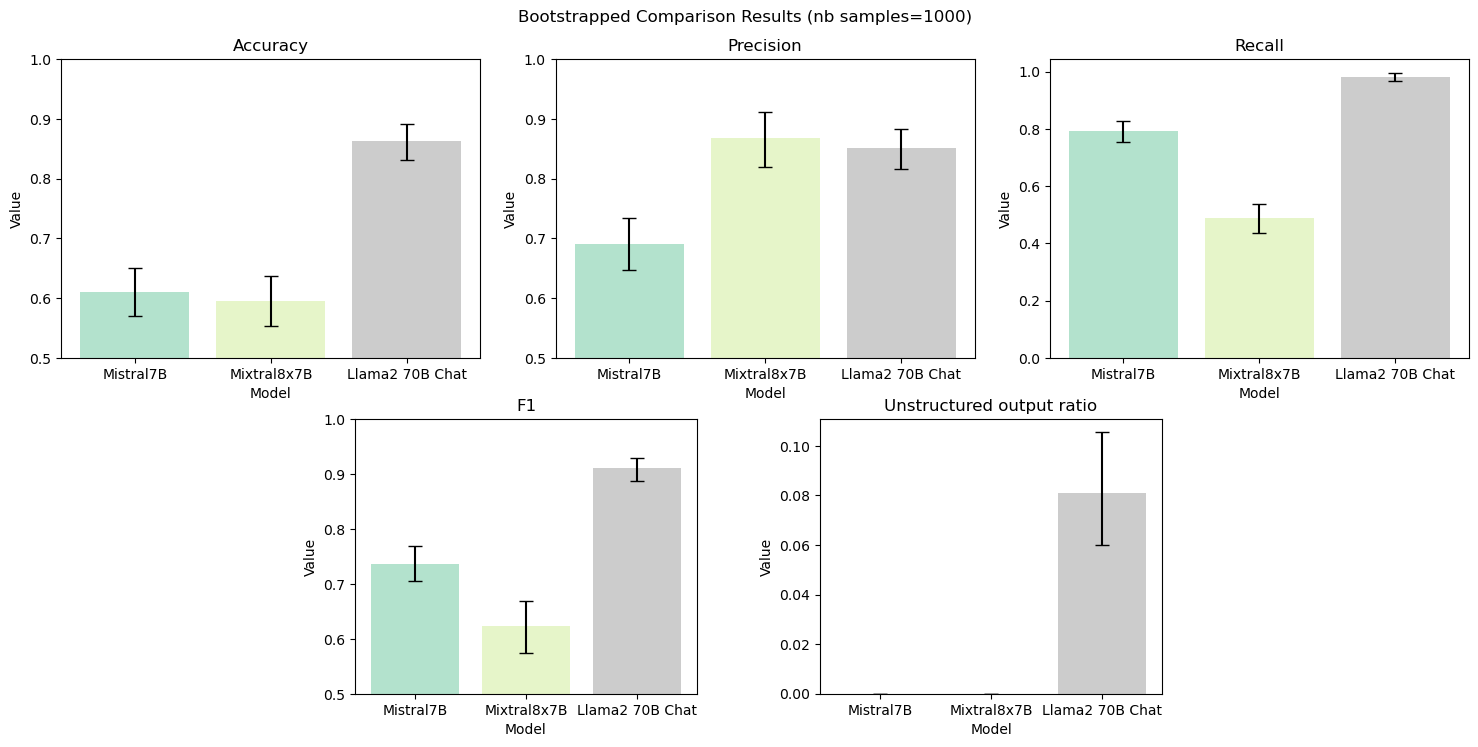 Bootstrapped Comparison Results (nb samples=1000)
Accuracy
1.0
0.9
0.8
0.7
0.6
0.5
Value
Mistral7B
Mixtral8x7B
Llama2 70B Chat
Model
Precision
1.0
0.9
0.8
0.7
0.6
0.5
Value
Mistral7B
Mixtral8x7B
Llama2 70B Chat
Model
Recall
1.0
0.8
0.6
0.4
0.2
0.0
Value
Mistral7B
Mixtral8x7B
Llama2 70B Chat
Model
F1
1.0
0.9
0.8
0.7
0.6
0.5
Value
Mistral7B
Mixtral8x7B
Llama2 70B Chat
Model
Unstructured output ratio
0.10
0.08
0.06
0.04
0.02
0.00
Value
Mistral7B
Mixtral8x7B
Llama2 70B Chat
Model